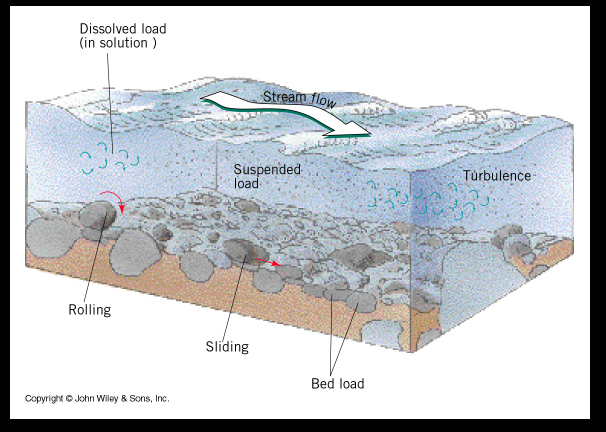 Dissolved load
(in solution )
Stream flow
Suspended
load
Turbulence
Rolling
Sliding
Bed load
Copyright © John Wiley & Sons, Inc.